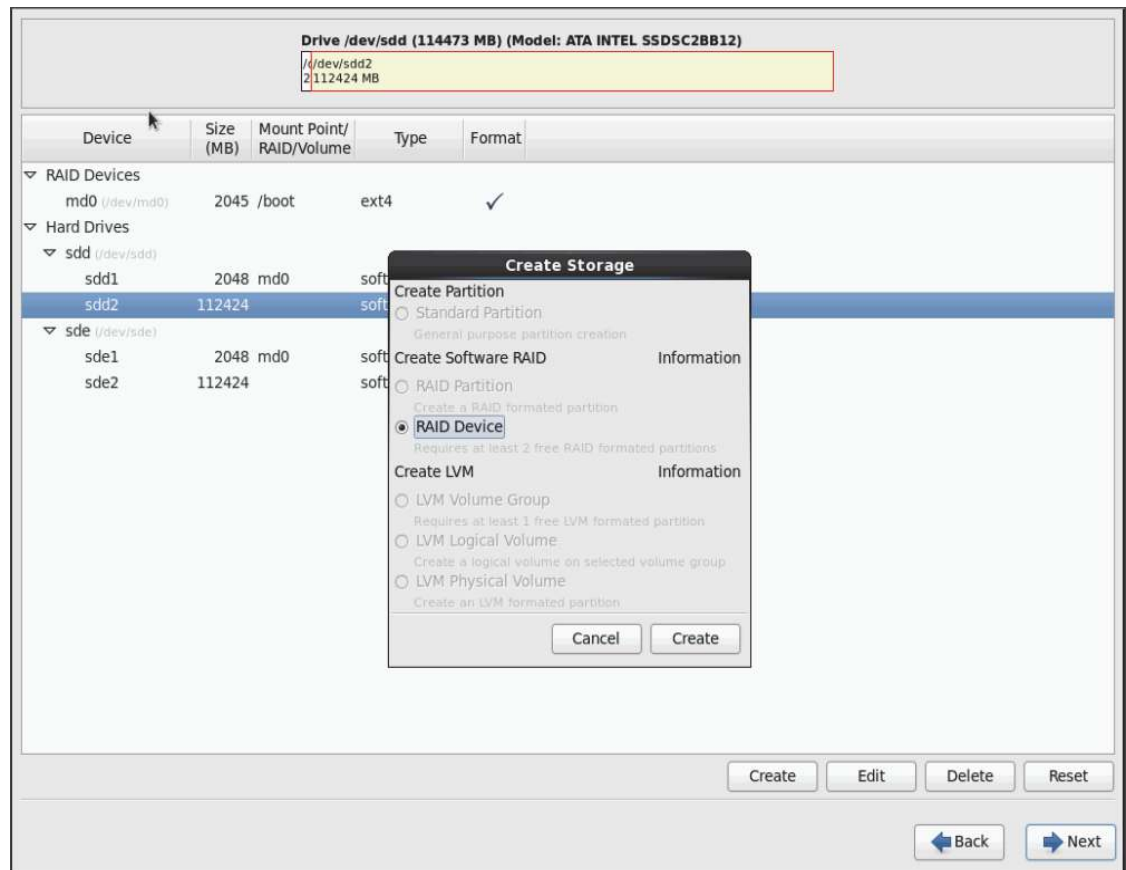 Drive /dev/sdd (114473 MB) (Model: ATA INTEL SSDSC2BB12)
/dev/sdd2
112424 MB
Device Size (MB) Mount Point/ RAID/Volume Type Format
RAID Devices
md0 (/dev/md0) 2045 /boot ext4 ✓
Hard Drives
sdd (/dev/sdd)
sdd1 2048 md0 soft
sdd2 112424 soft
sde (/dev/sde)
sde1 2048 md0 soft
sde2 112424 soft
Create Storage
Create Partition
Standard Partition
General purpose partition creation
Create Software RAID Information
RAID Partition
Create a RAID formated partition
RAID Device
Requires at least 2 free RAID formated partitions
Create LVM Information
LVM Volume Group
Requires at least 1 free LVM formated partition
LVM Logical Volume
Create a logical volume on selected volume group
LVM Physical Volume
Create an LVM formated partition
Cancel Create
Create Edit Delete Reset
Back Next